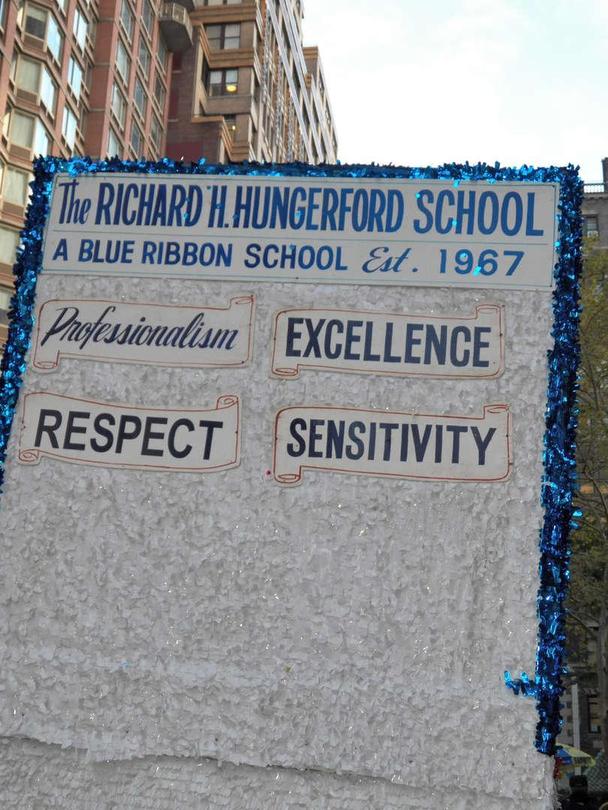 The RICHARD H. HUNGERFORD SCHOOL
A BLUE RIBBON SCHOOL Est. 1967
Professionalism
EXCELLENCE
RESPECT
SENSITIVITY